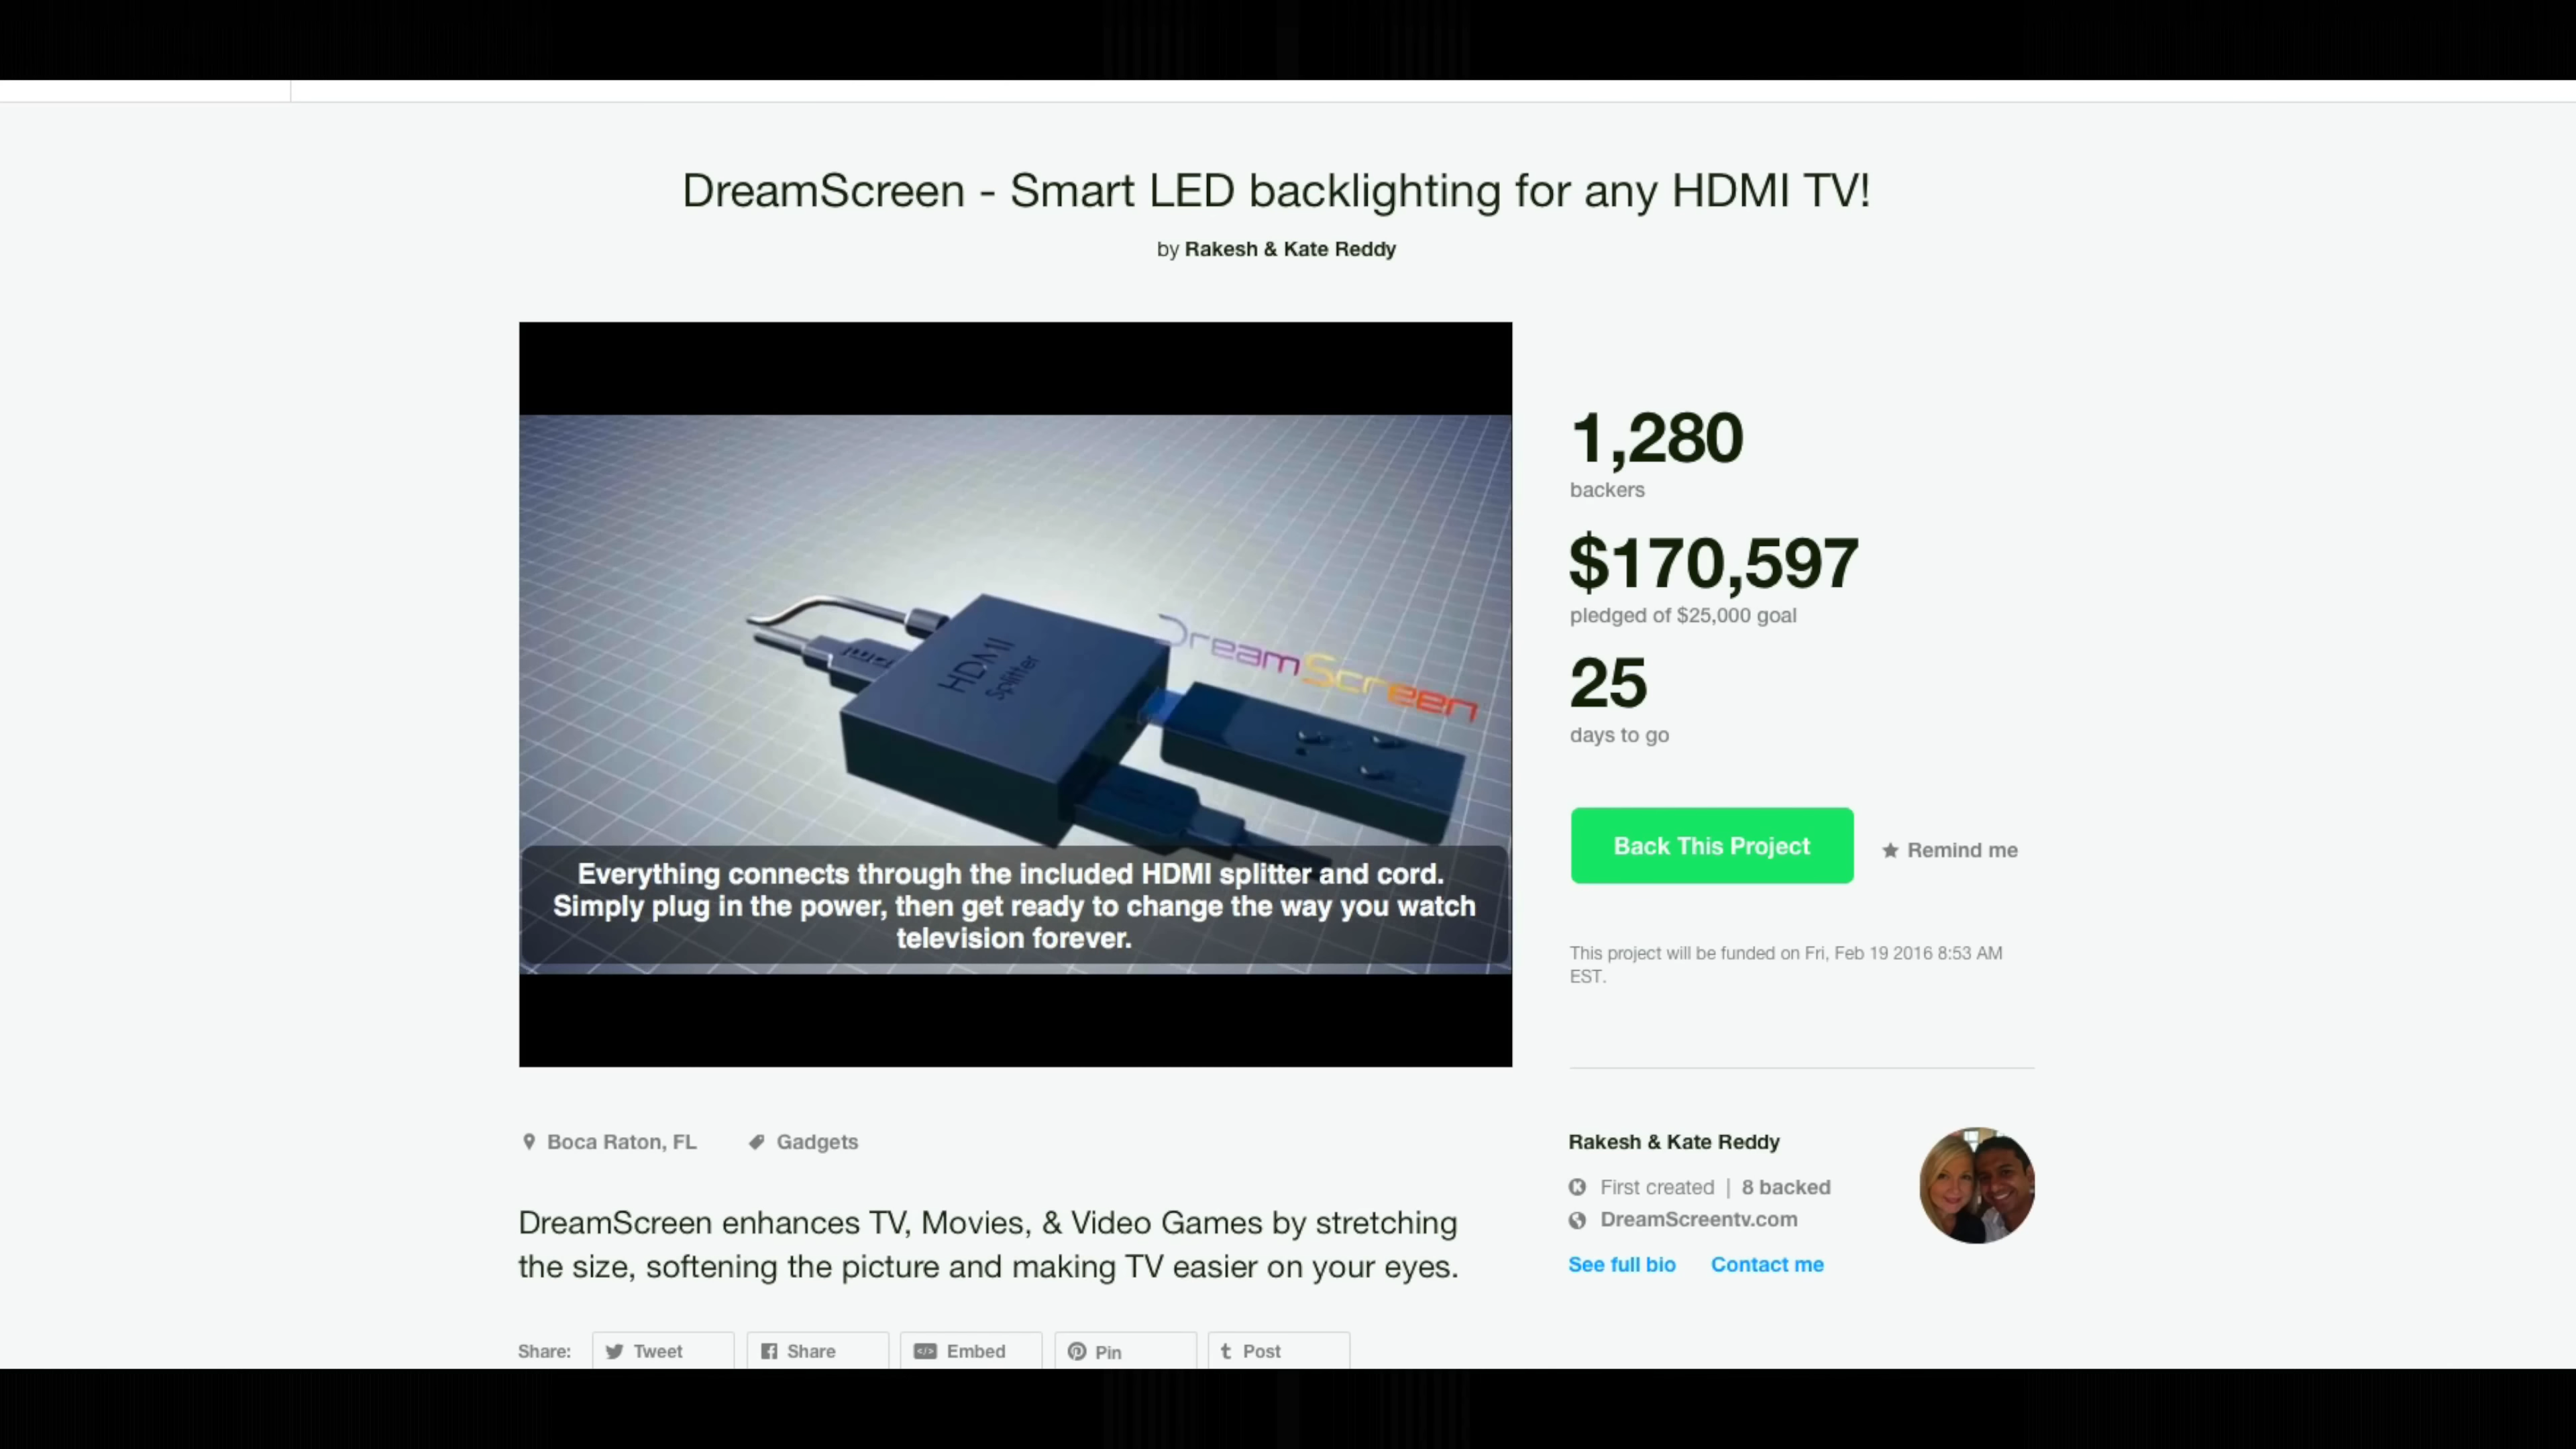 DreamScreen - Smart LED backlighting for any HDMI TV!
by Rakesh & Kate Reddy
HDMI
Splitter
HDMI
DreamScreen
Everything connects through the included HDMI splitter and cord.
Simply plug in the power, then get ready to change the way you watch
television forever.
1,280
backers
$170,597
pledged of $25,000 goal
25
days to go
Back This Project
Remind me
This project will be funded on Fri, Feb 19 2016 8:53 AM
EST.
Boca Raton, FL
Gadgets
DreamScreen enhances TV, Movies, & Video Games by stretching
the size, softening the picture and making TV easier on your eyes.
Share:
Tweet
Share
Embed
Pin
Post
Rakesh & Kate Reddy
First created | 8 backed
DreamScreentv.com
See full bio
Contact me